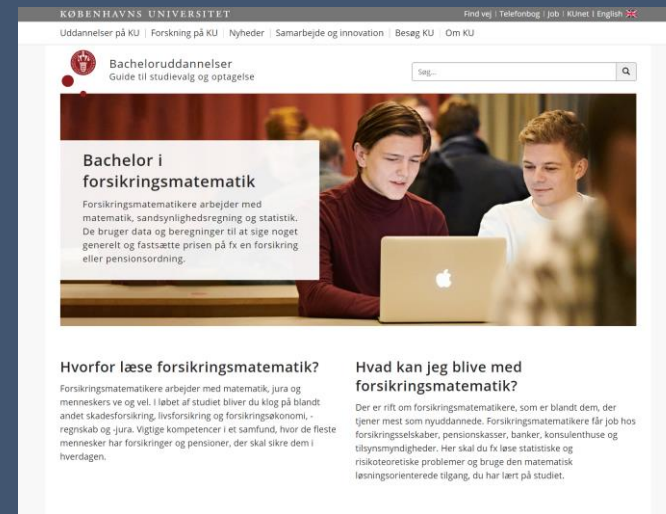 KØBENHAVNS UNIVERSITET
Find vej | Telefonbog | Job | KUnet | English
Uddannelser på KU | Forskning på KU | Nyheder | Samarbejde og innovation | Besøg KU | Om KU
Bacheloruddannelser
Guide til studievalg og optagelse
Søg...
Bachelor i
forsikringsmatematik
Forsikringsmatematikere arbejder med
matematik, sandsynlighedsregning og statistik.
De bruger data og beregninger til at sige noget
generelt og fastsætte prisen på fx en forsikring
eller pensionsordning.
Hvorfor læse forsikringsmatematik?
Forsikringsmatematikere arbejder med matematik, jura og
menneskers ve og vel. I løbet af studiet bliver du klog på blandt
andet skadesforsikring, livsforsikring og forsikringsøkonomi, -
regnskab og -jura. Vigtige kompetencer i et samfund, hvor de fleste
mennesker har forsikringer og pensioner, der skal sikre dem i
hverdagen.
Hvad kan jeg blive med
forsikringsmatematik?
Der er rift om forsikringsmatematikere, som er blandt dem, der
tjener mest som nyuddannede. Forsikringsmatematikere får job hos
forsikringsselskaber, pensionskasser, banker, konsulenthuse og
tilsynsmyndigheder. Her skal du fx løse statistiske og
risikoteoretiske problemer og bruge den matematisk
løsningsorienterede tilgang, du har lært på studiet.